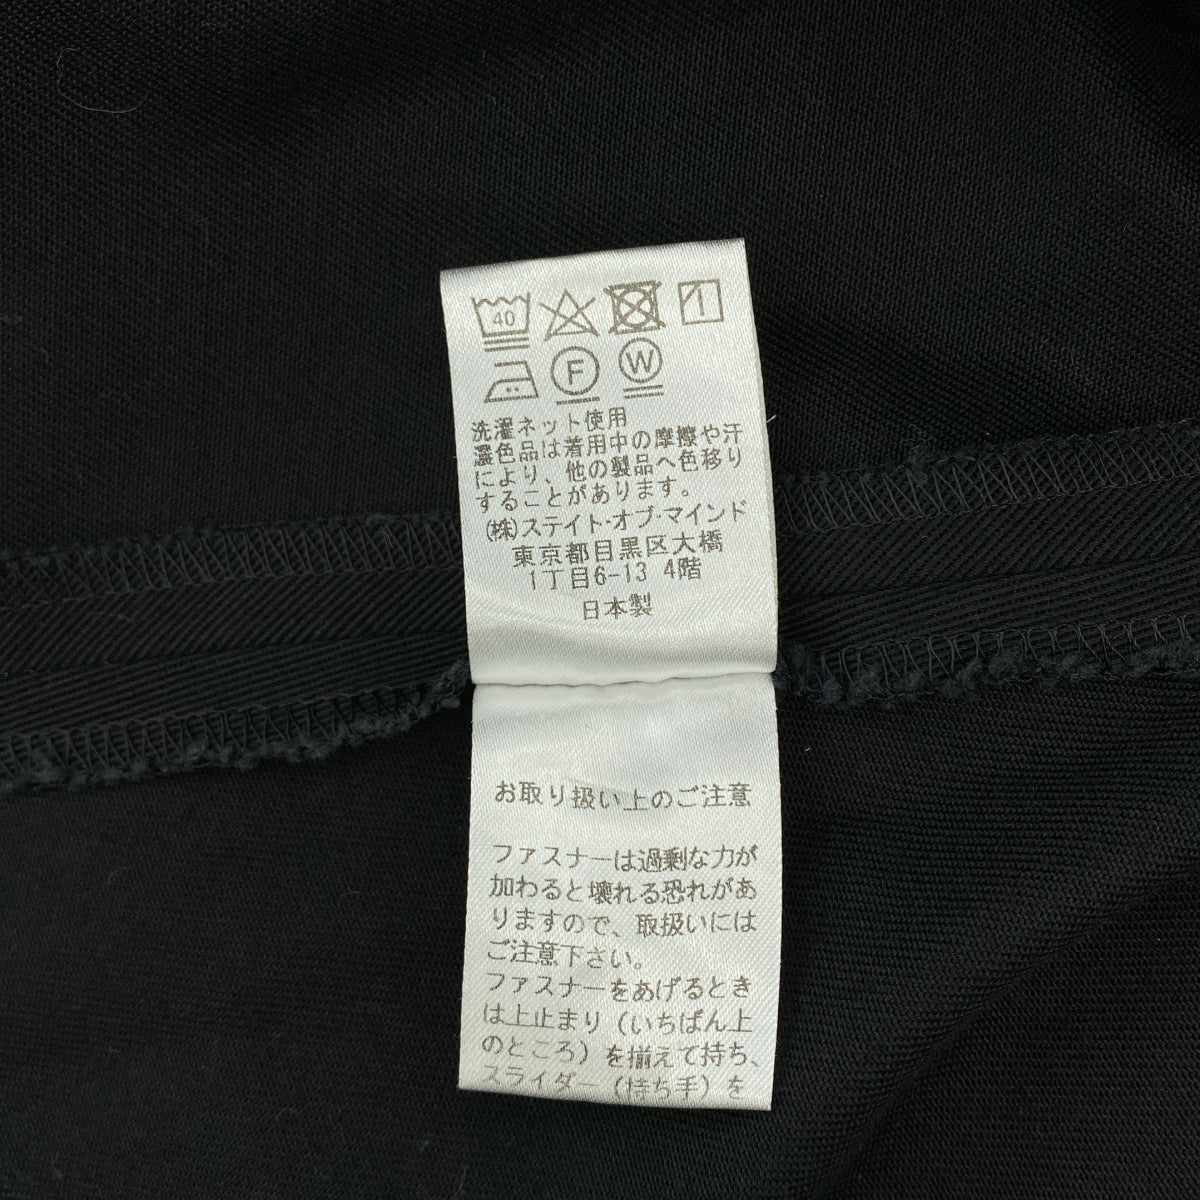 40
F W
洗濯ネット使用
濃色品は着用中の摩擦や汗
により、他の製品へ色移り
することがあります。
(株)ステイト・オブ・マインド
東京都目黒区大橋
1丁目6-13 4階
日本製
お取り扱い上のご注意
ファスナーは過剰な力が
加わると壊れる恐れがあ
りますので、取扱いには
ご注意下さい。
ファスナーをあげるとき
は上止まり(いちばん上
のところ)を揃えて持ち、
スライダー(持ち手)を